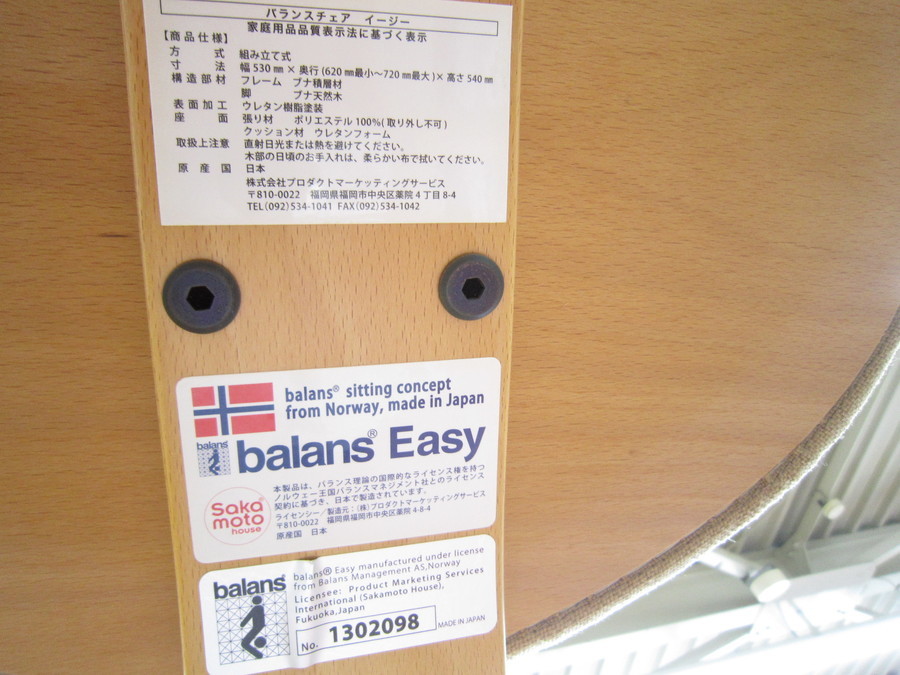 バランスチェア イージー
家庭用品品質表示法に基づく表示
【商品仕様】
方式 組み立て式
寸法 幅 530 ㎜ × 奥行 (620 ㎜最小～720 ㎜最大 )× 高さ 540 ㎜
構造部材 フレーム ブナ積層材
脚 ブナ天然木
表面加工 ウレタン樹脂塗装
座面 張り材 ポリエステル 100%( 取り外し不可 )
クッション材 ウレタンフォーム
取扱上注意 直射日光または熱を避けてください。
木部の日頃のお手入れは、柔らかい布で拭いてください。
原産国 日本
株式会社プロダクトマーケッティングサービス
〒810-0022 福岡県福岡市中央区薬院 4 丁目 8-4
TEL (092)534-1041 FAX (092)534-1042
balans® sitting concept
from Norway, made in Japan
balans®
balans® Easy
本製品は、バランス理論の国際的なライセンス権を持つ
ノルウェー王国バランスマネジメント社とのライセンス
契約に基づき、日本で製造されています。
ライセンシー／製造元：（株）プロダクトマーケッティングサービス
〒810-0022 福岡県福岡市中央区薬院 4-8-4
原産国 日本
Saka
moto
house
balans®
balans® Easy manufactured under license
from Balans Management AS,Norway
Licensee: Product Marketing Services
International (Sakamoto House),
Fukuoka,Japan
No. 1302098 MADE IN JAPAN